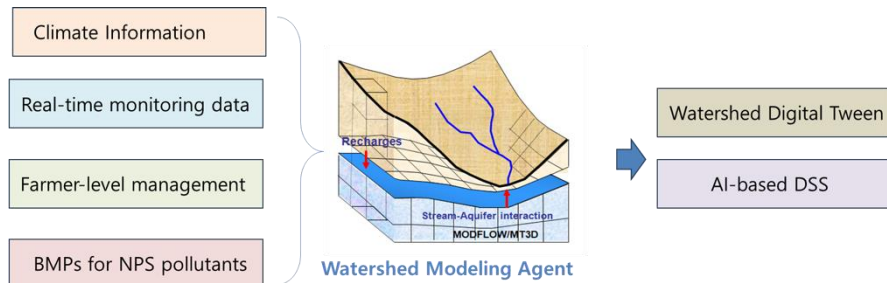 Climate Information
Real-time monitoring data
Farmer-level management
BMPs for NPS pollutants
Recharges
Stream-Aquifer interaction
MODFLOW/MT3D
Watershed Modeling Agent
Watershed Digital Tween
AI-based DSS